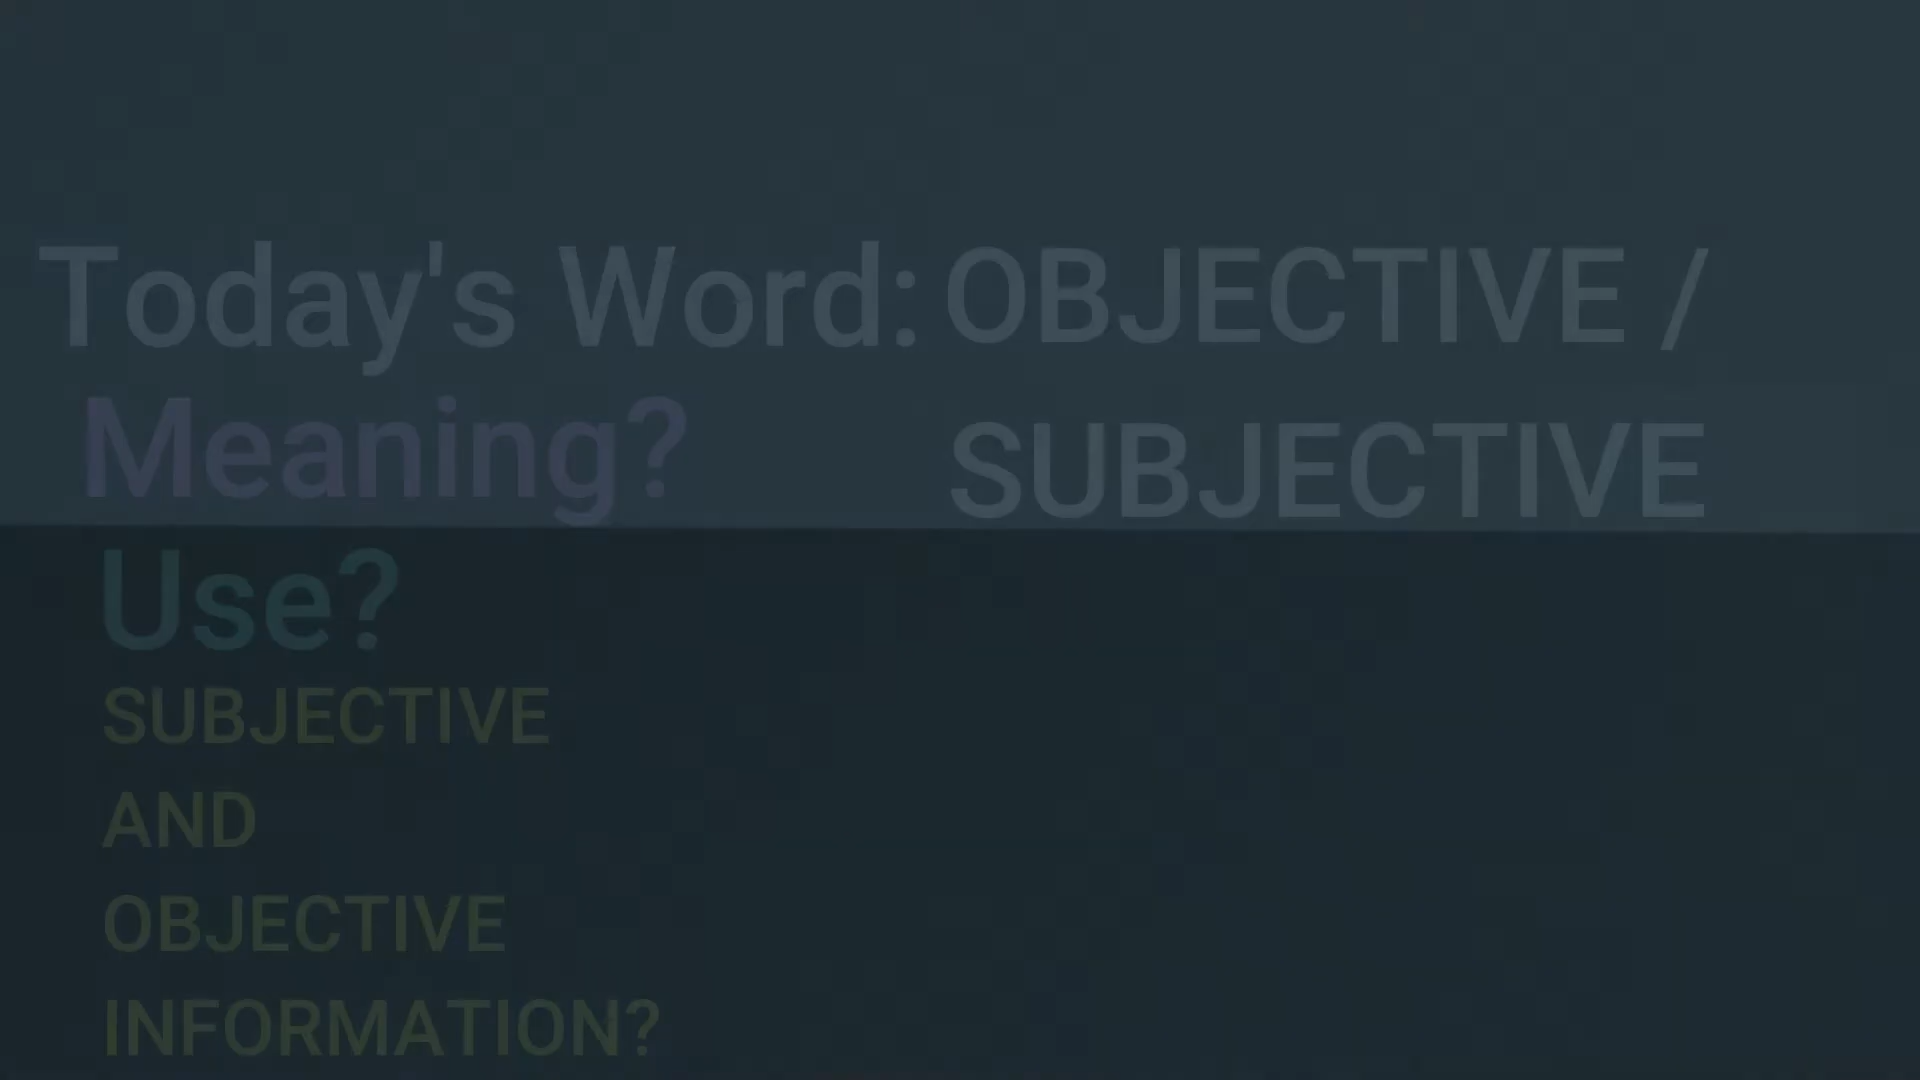 Today's Word: OBJECTIVE /
SUBJECTIVE
Meaning?
Use?
SUBJECTIVE
AND
OBJECTIVE
INFORMATION?